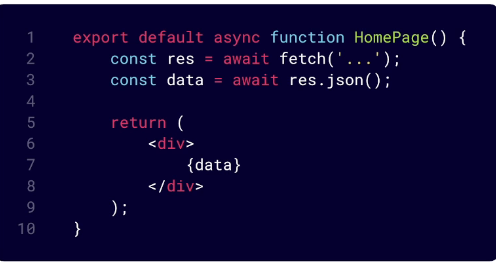 1 export default async function HomePage() {
2 const res = await fetch('...');
3 const data = await res.json();
4
5 return (
6 <div>
7 {data}
8 </div>
9 );
10 }